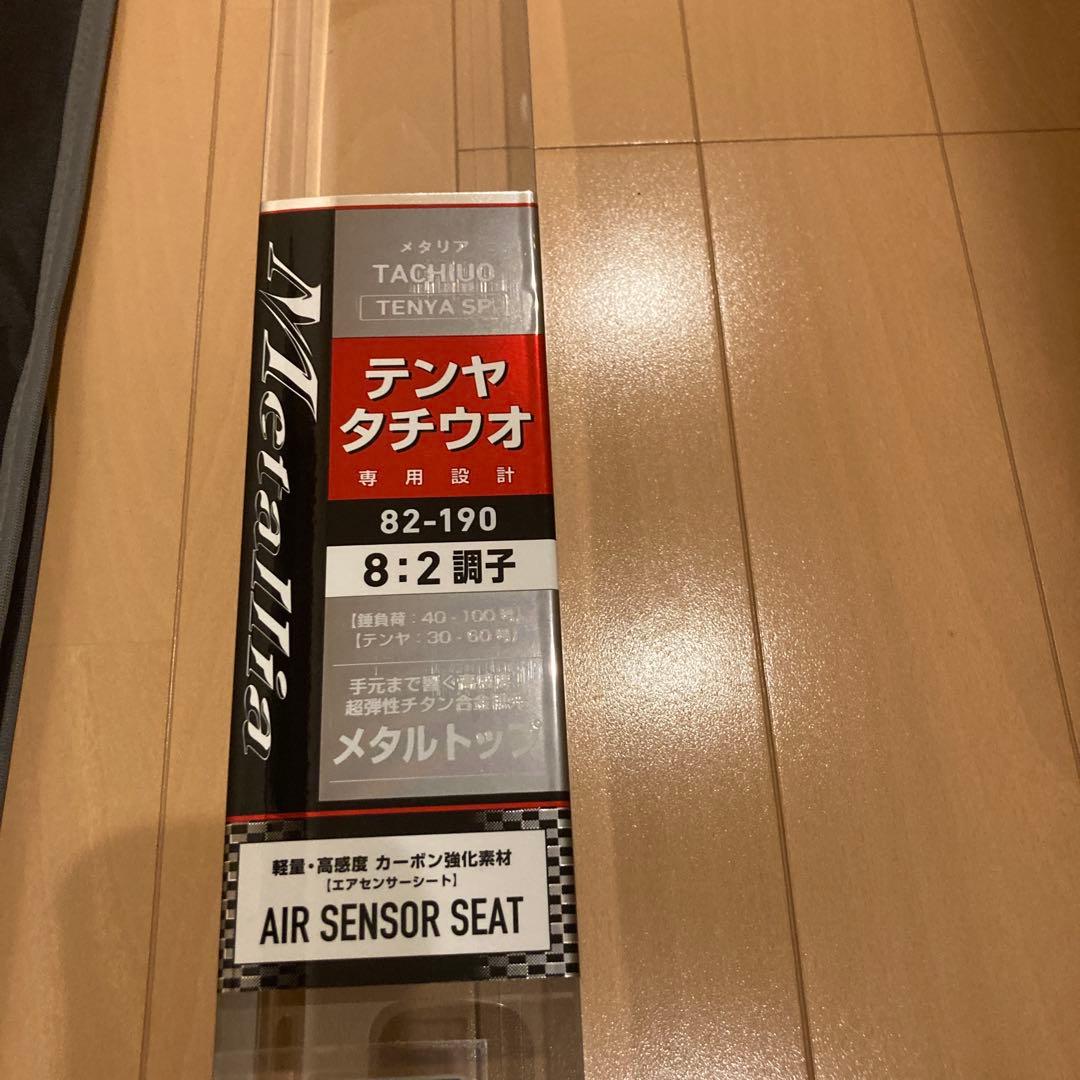 Metallia
メタリア
TACHIUO
TENYA SP
テンヤ
タチウオ
専用設計
82-190
8:2調子
【錘負荷:40-100号】
【テンヤ:30-60号】
手元まで響く高感度
超弾性チタン合金
メタルトップ
軽量・高感度 カーボン強化素材
【エアセンサーシート】
AIR SENSOR SEAT